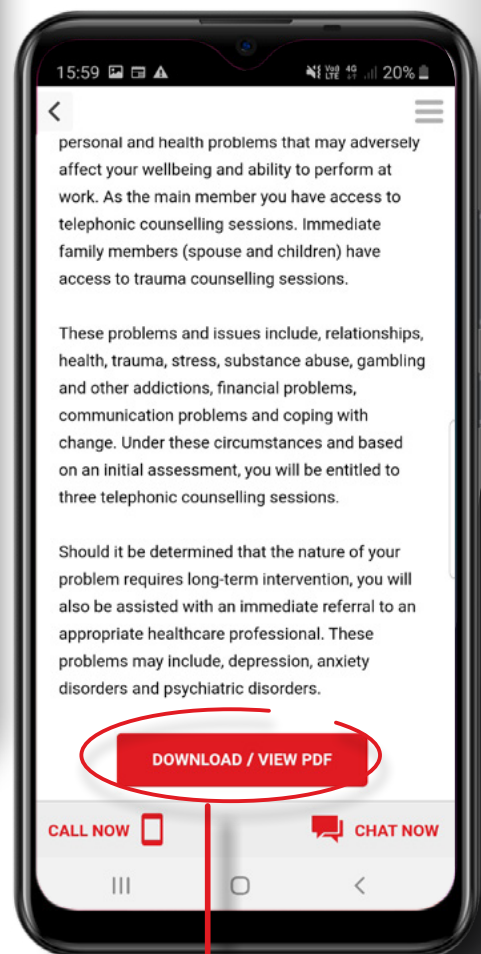 15:59 VoD LTE 4G 20%
personal and health problems that may adversely
affect your wellbeing and ability to perform at
work. As the main member you have access to
telephonic counselling sessions. Immediate
family members (spouse and children) have
access to trauma counselling sessions.
These problems and issues include, relationships,
health, trauma, stress, substance abuse, gambling
and other addictions, financial problems,
communication problems and coping with
change. Under these circumstances and based
on an initial assessment, you will be entitled to
three telephonic counselling sessions.
Should it be determined that the nature of your
problem requires long-term intervention, you will
also be assisted with an immediate referral to an
appropriate healthcare professional. These
problems may include, depression, anxiety
disorders and psychiatric disorders.
DOWNLOAD / VIEW PDF
CALL NOW CHAT NOW